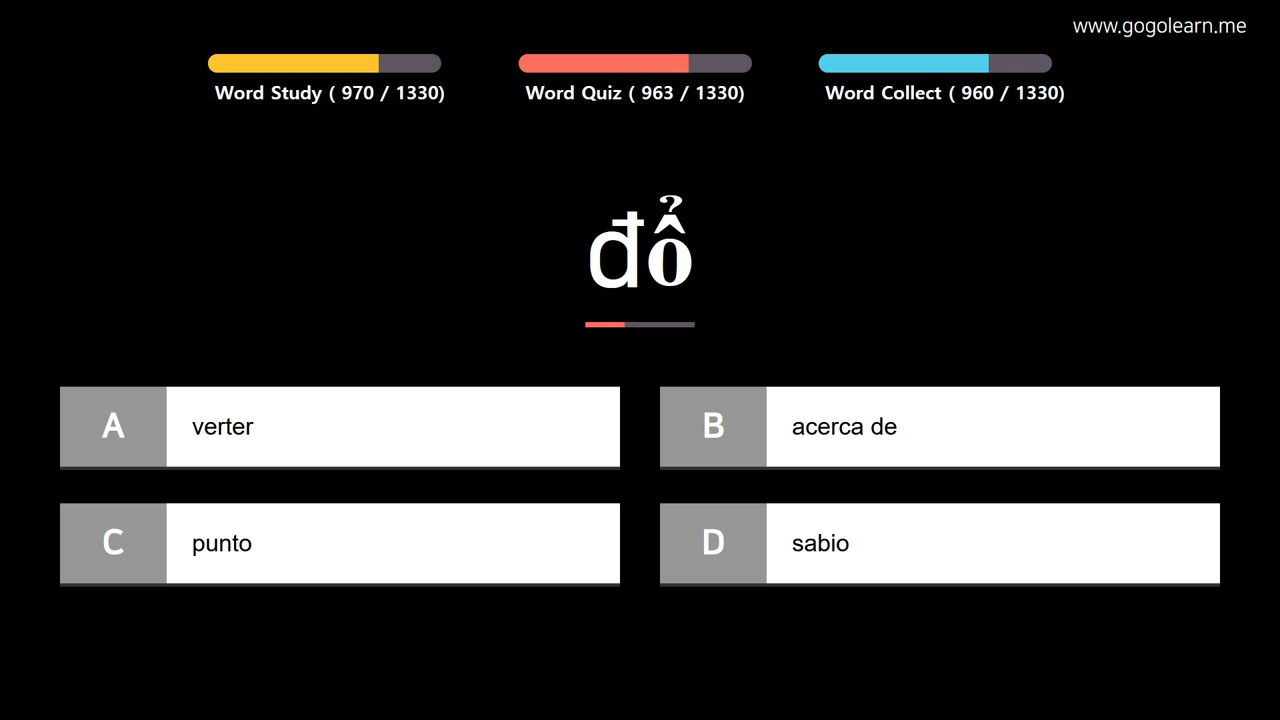 www.gogolearn.me
Word Study ( 970 / 1330)
Word Quiz ( 963 / 1330)
Word Collect ( 960 / 1330)
đổ
A verter
B acerca de
C punto
D sabio